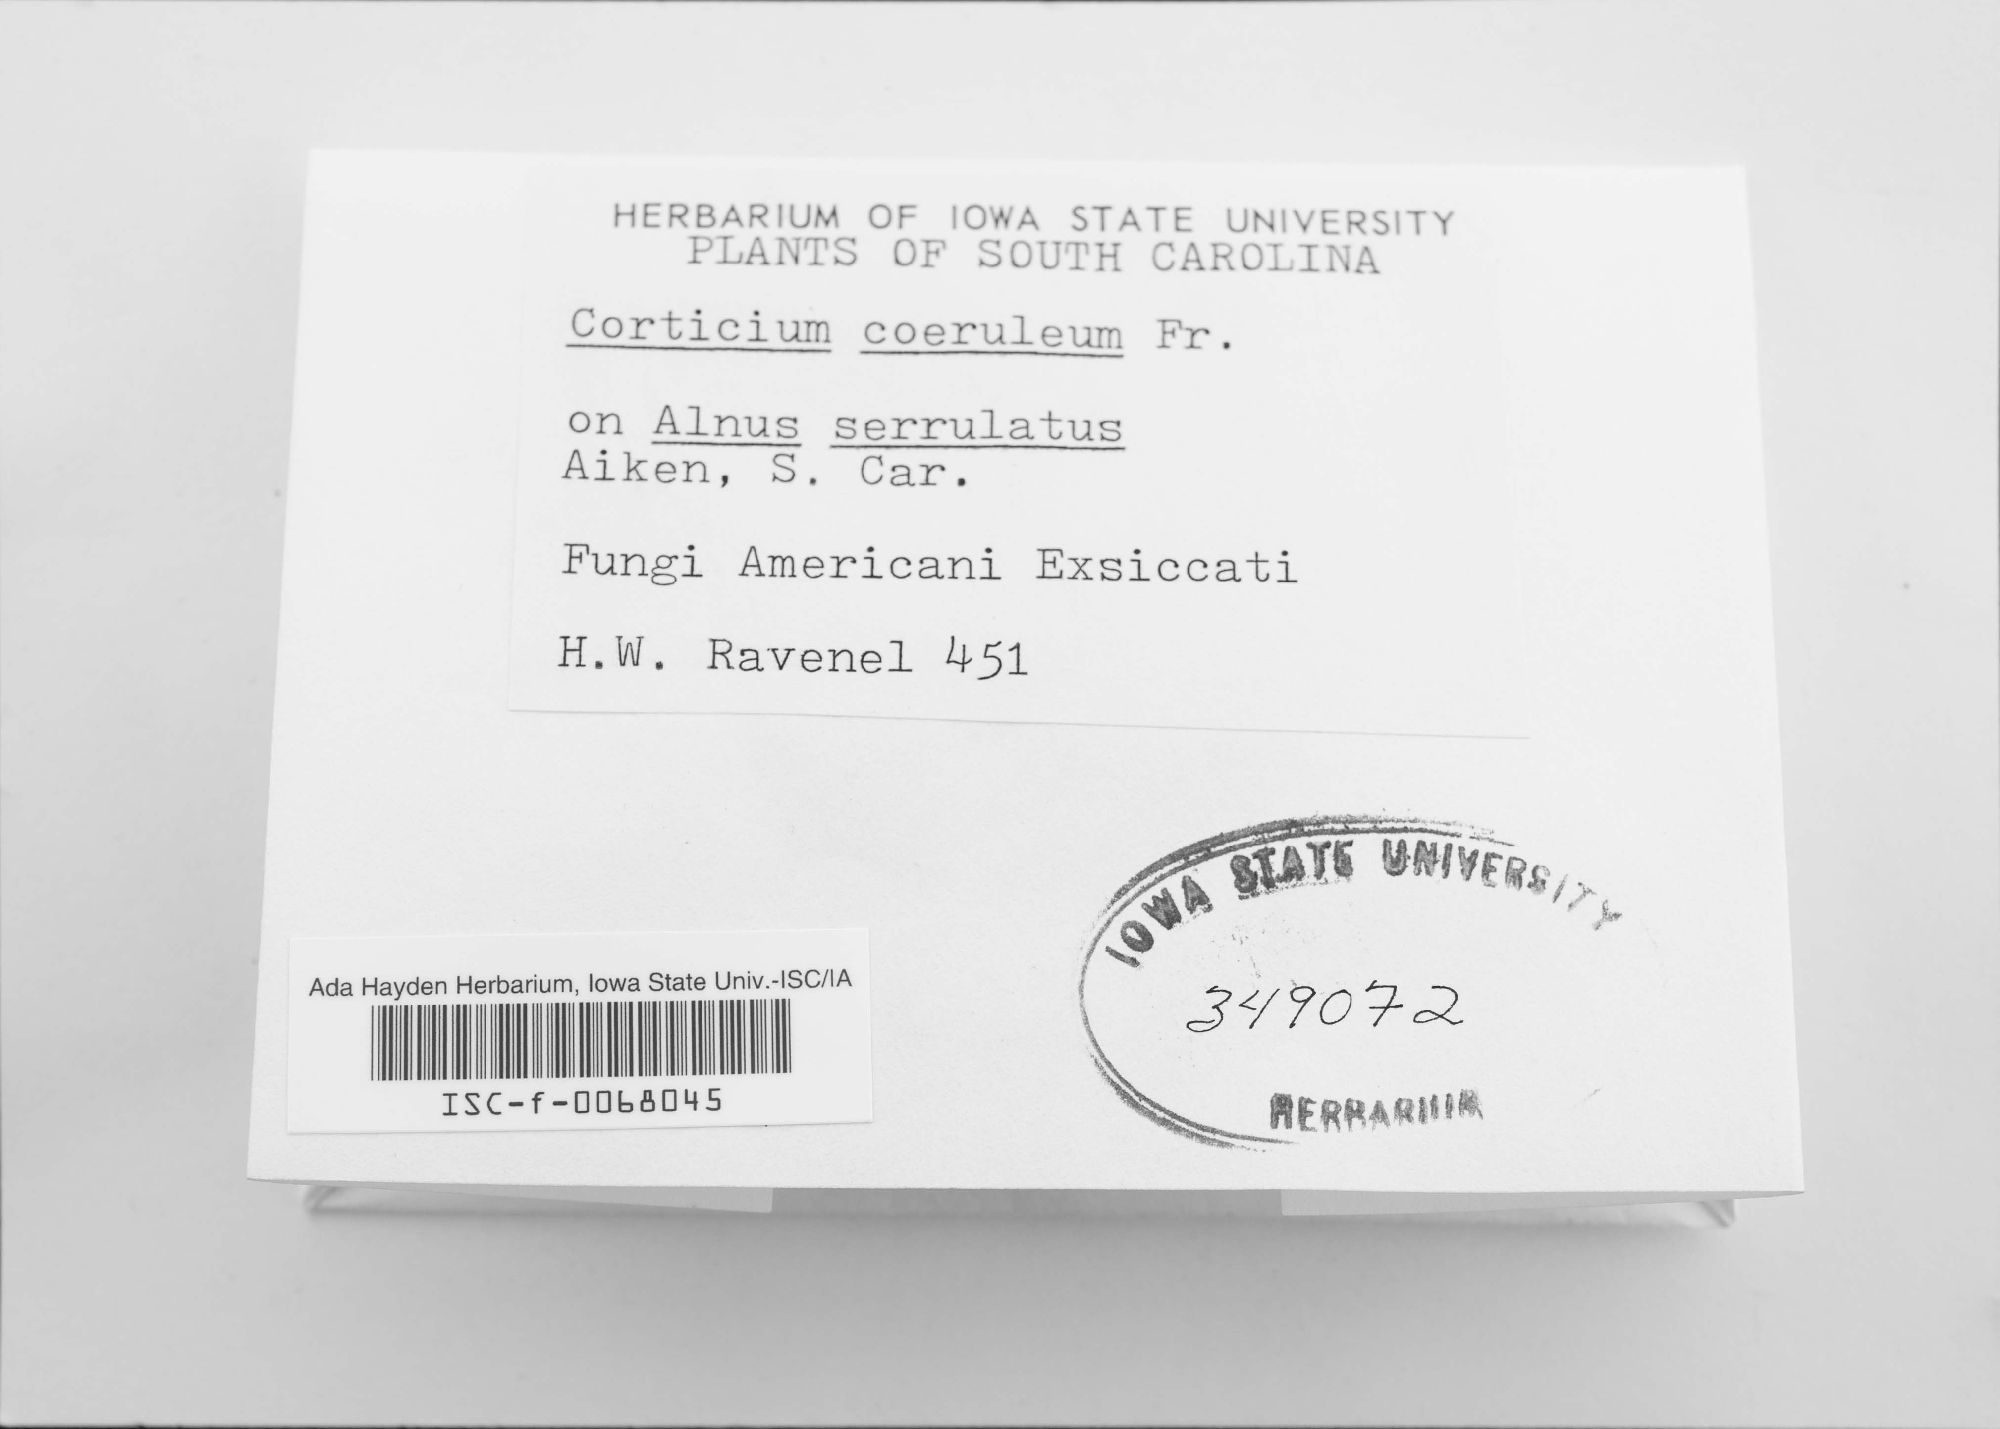 HERBARIUM OF IOWA STATE UNIVERSITY
PLANTS OF SOUTH CAROLINA
Corticium coeruleum Fr.
on Alnus serrulatus
Aiken, S. Car.
Fungi Americani Exsiccati
H.W. Ravenel 451
IOWA STATE UNIVERSITY
349072
HERBARIUM
Ada Hayden Herbarium, Iowa State Univ.-ISC/IA
ISC-f-0068045